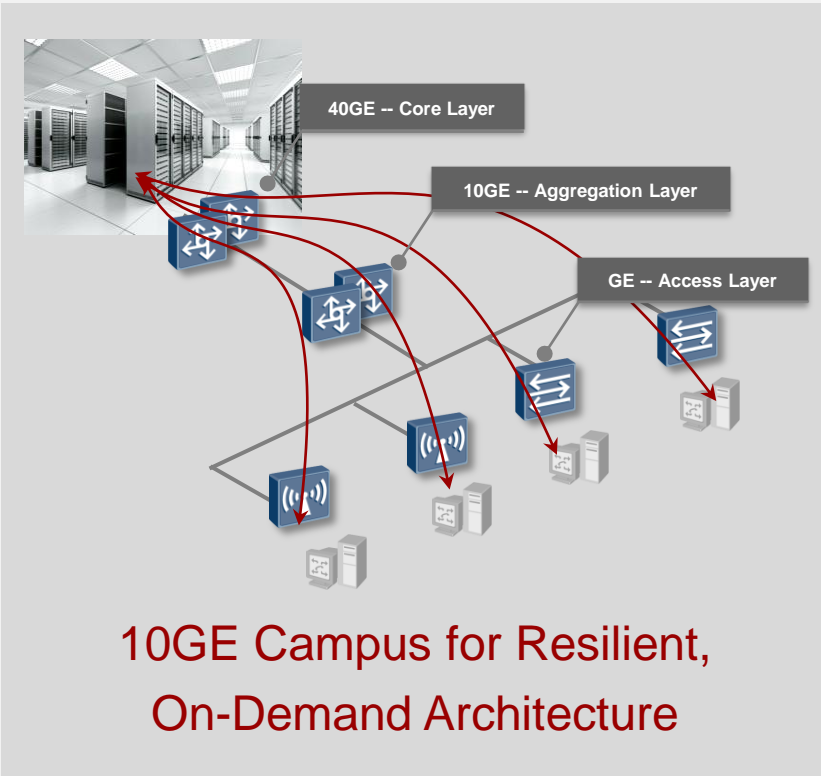 40GE -- Core Layer
10GE -- Aggregation Layer
GE -- Access Layer
10GE Campus for Resilient,
On-Demand Architecture